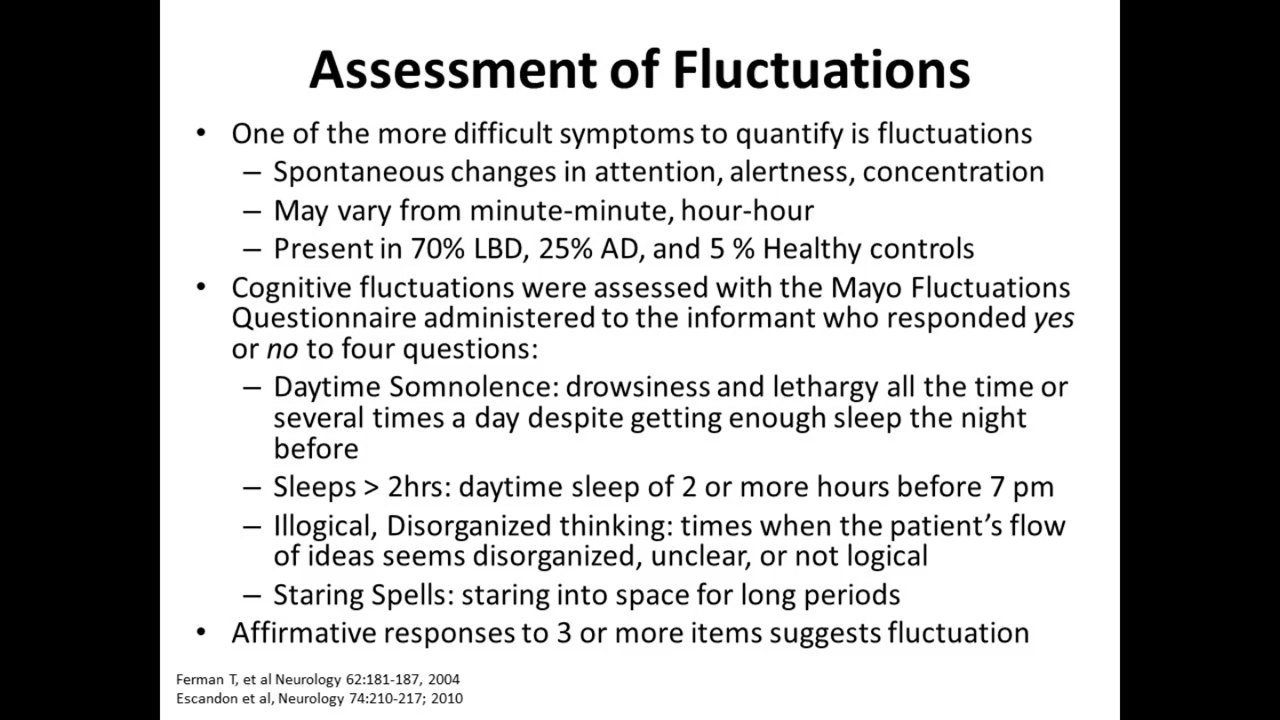 Assessment of Fluctuations
• One of the more difficult symptoms to quantify is fluctuations
– Spontaneous changes in attention, alertness, concentration
– May vary from minute-minute, hour-hour
– Present in 70% LBD, 25% AD, and 5 % Healthy controls
• Cognitive fluctuations were assessed with the Mayo Fluctuations
Questionnaire administered to the informant who responded yes
or no to four questions:
– Daytime Somnolence: drowsiness and lethargy all the time or
several times a day despite getting enough sleep the night
before
– Sleeps > 2hrs: daytime sleep of 2 or more hours before 7 pm
– Illogical, Disorganized thinking: times when the patient’s flow
of ideas seems disorganized, unclear, or not logical
– Staring Spells: staring into space for long periods
• Affirmative responses to 3 or more items suggests fluctuation
Ferman T, et al Neurology 62:181-187, 2004
Escandon et al, Neurology 74:210-217; 2010